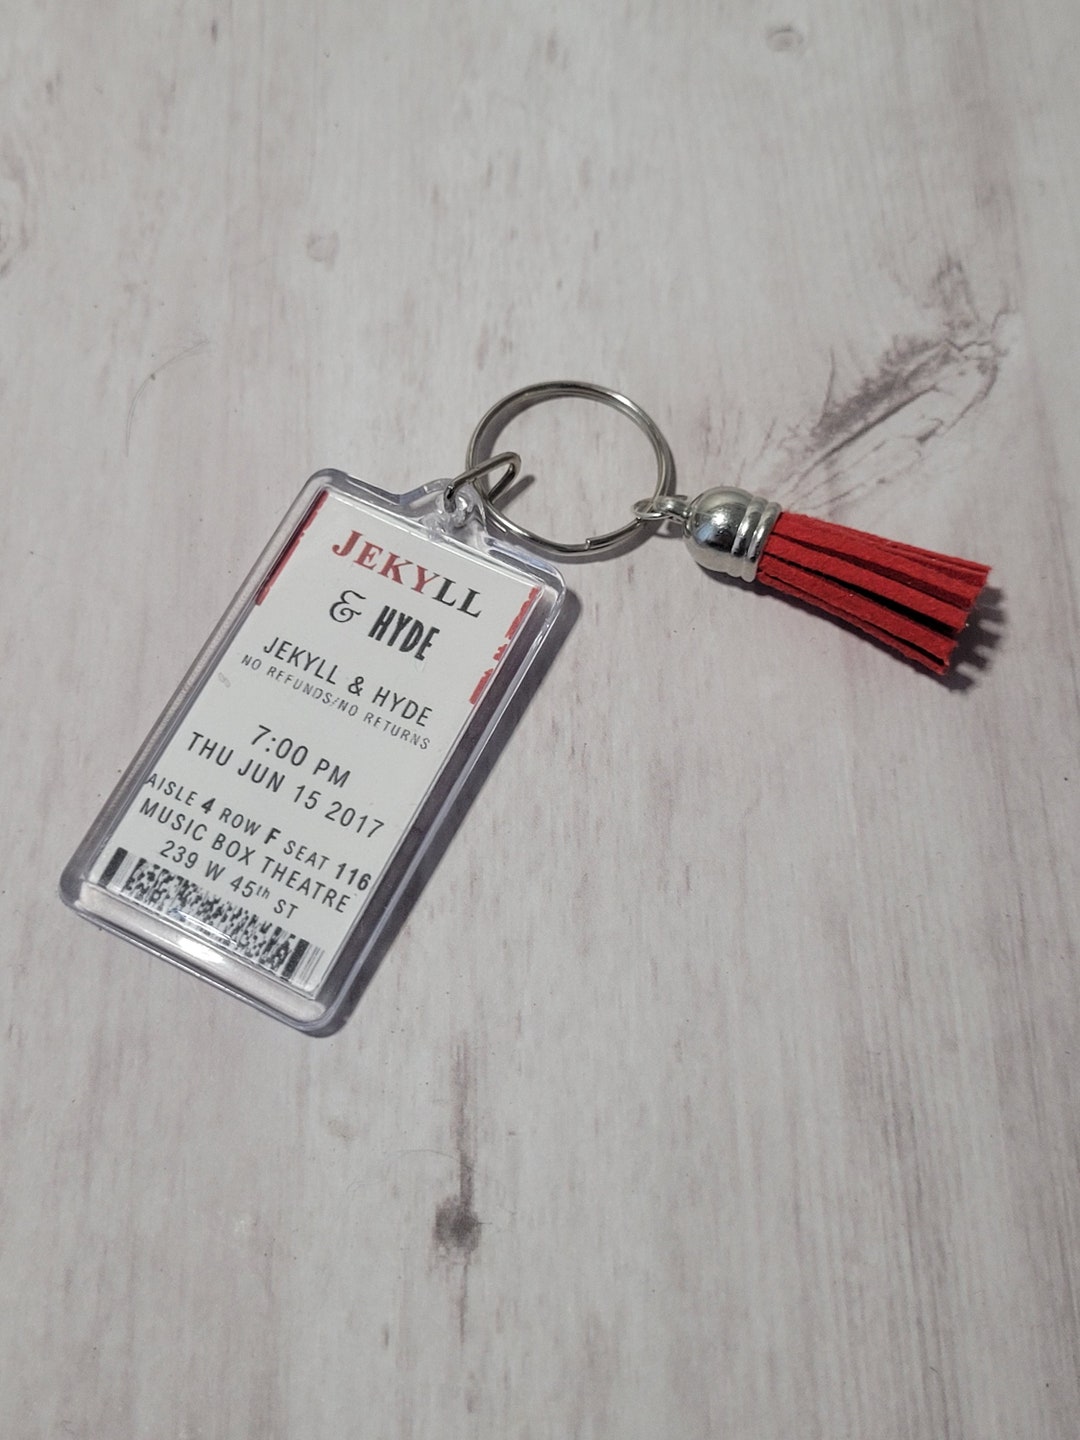 JEKYLL
& HYDE
JEKYLL & HYDE
NO REFUNDS/NO RETURNS
7:00 PM
THU JUN 15 2017
AISLE 4 ROW F SEAT 116
MUSIC BOX THEATRE
239 W 45th ST